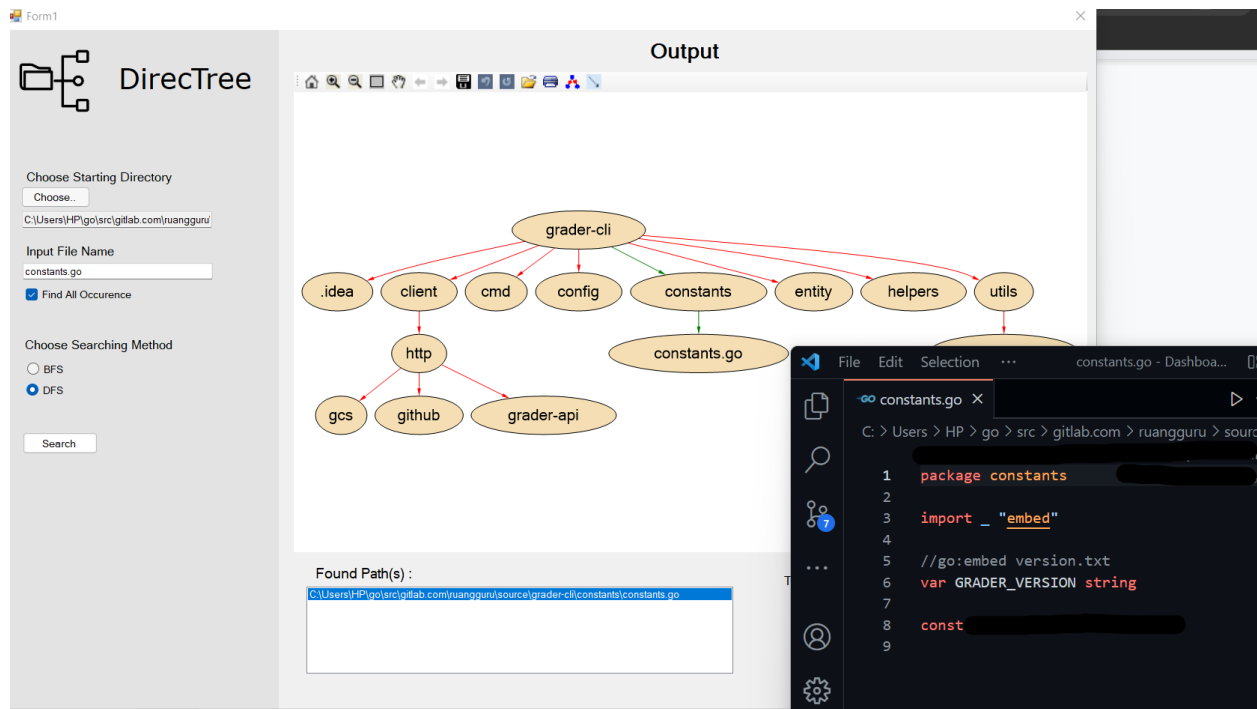 Form1
DirecTree
Choose Starting Directory
Choose..
C:\Users\HP\go\src\gitlab.com\ruangguru\
Input File Name
constants.go
Find All Occurence
Choose Searching Method
BFS
DFS
Search
Output
grader-cli
.idea
client
cmd
config
constants
entity
helpers
utils
http
constants.go
gcs
github
grader-api
Found Path(s) :
C:\Users\HP\go\src\gitlab.com\ruangguru\source\grader-cli\constants\constants.go
File Edit Selection ··· constants.go - Dashboa...
GO constants.go
C: > Users > HP > go > src > gitlab.com > ruangguru >
1 package constants
2
3 import _ "embed"
4
5 //go:embed version.txt
6 var GRADER_VERSION string
7
8 const
9
7